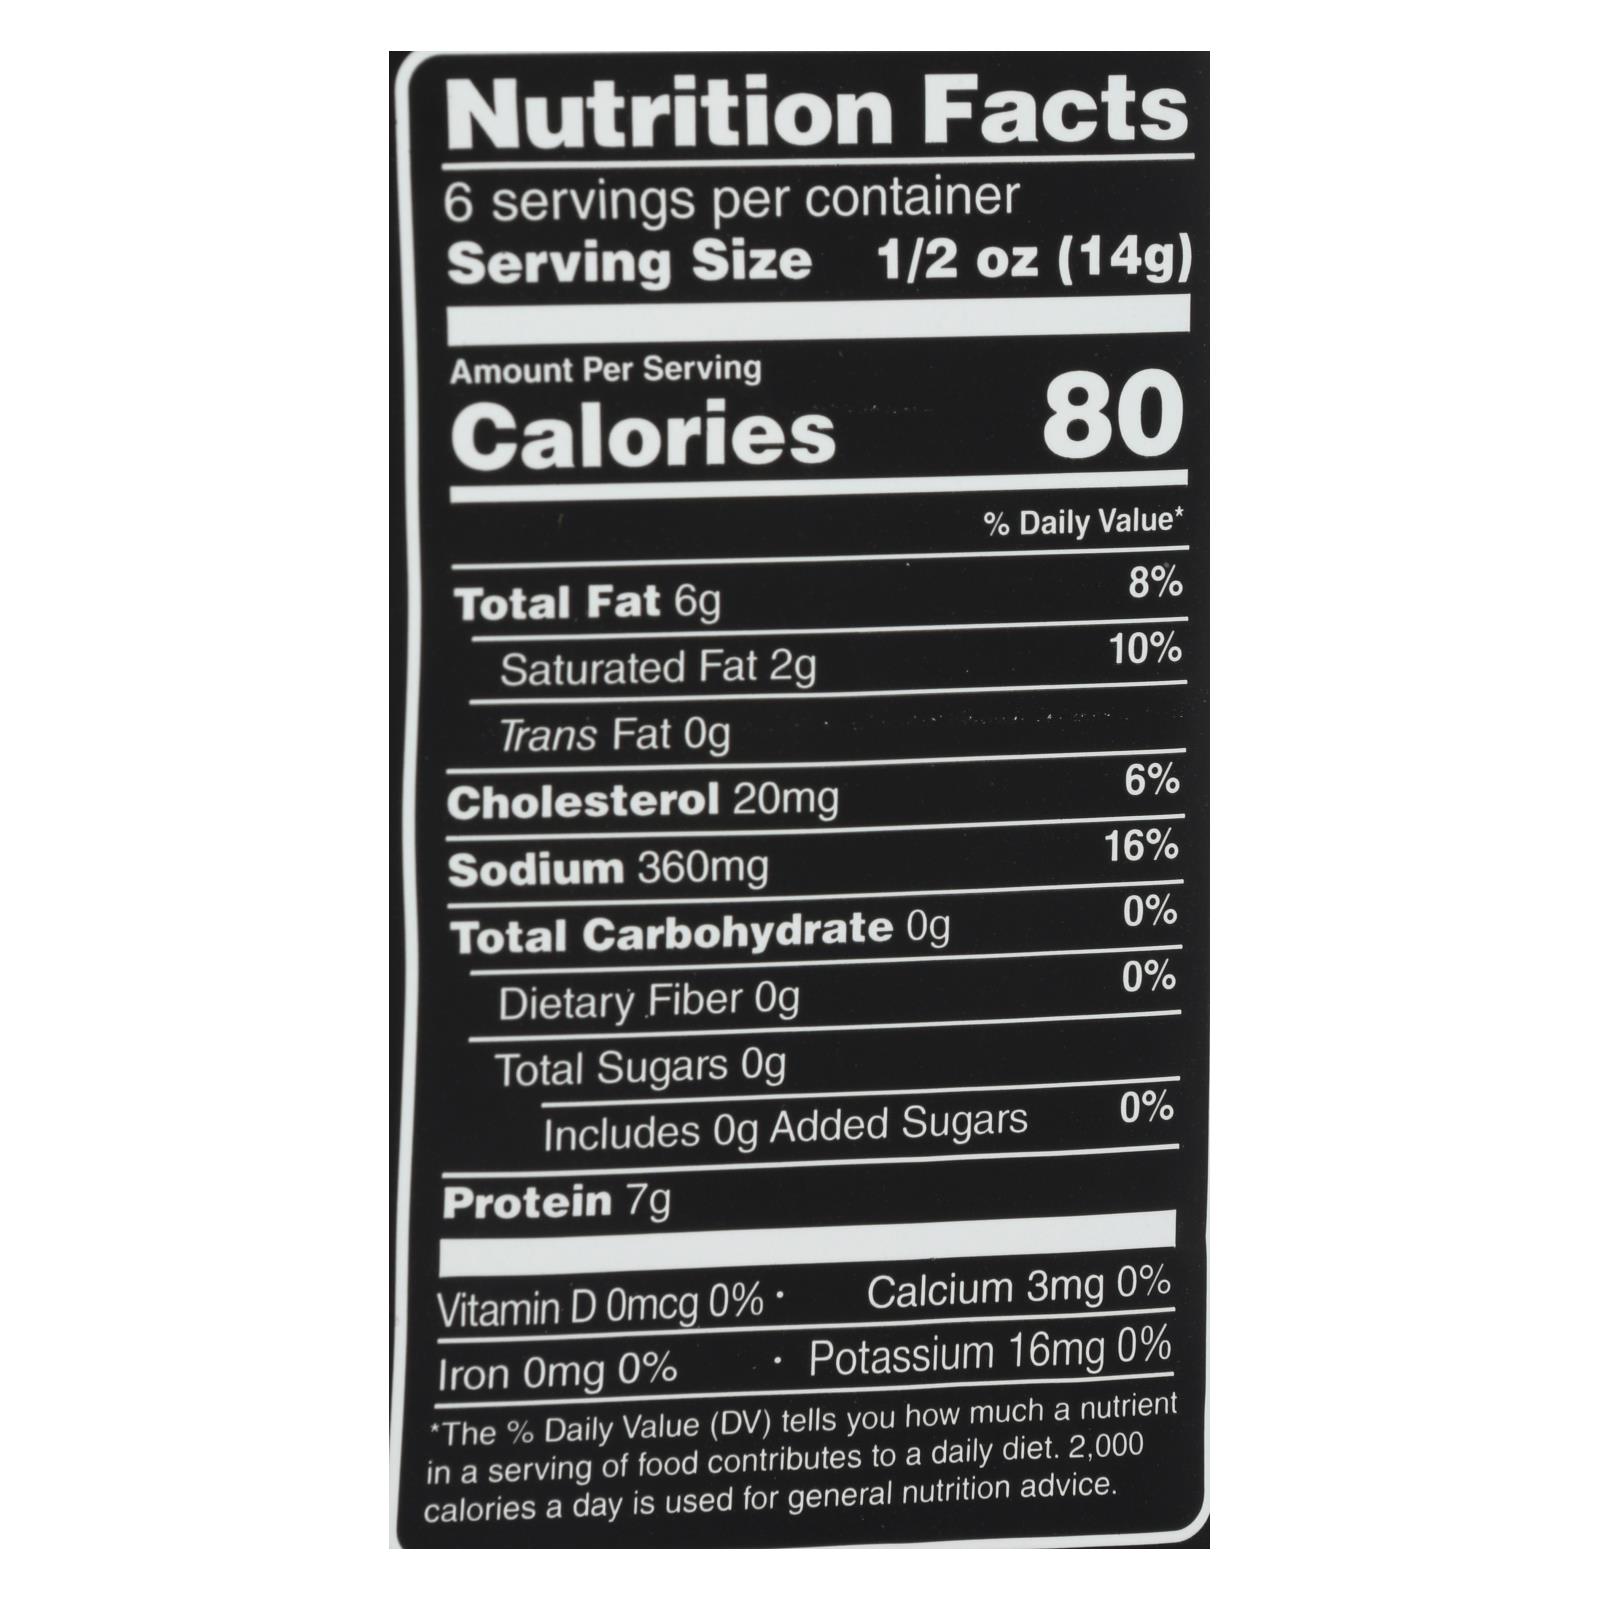 Nutrition Facts
6 servings per container
Serving Size 1/2 oz (14g)
Amount Per Serving
Calories 80
% Daily Value*
Total Fat 6g 8%
Saturated Fat 2g 10%
Trans Fat 0g
Cholesterol 20mg 6%
Sodium 360mg 16%
Total Carbohydrate 0g 0%
Dietary Fiber 0g 0%
Total Sugars 0g
Includes 0g Added Sugars 0%
Protein 7g
Vitamin D 0mcg 0% • Calcium 3mg 0%
Iron 0mg 0% • Potassium 16mg 0%
*The % Daily Value (DV) tells you how much a nutrient
in a serving of food contributes to a daily diet. 2,000
calories a day is used for general nutrition advice.